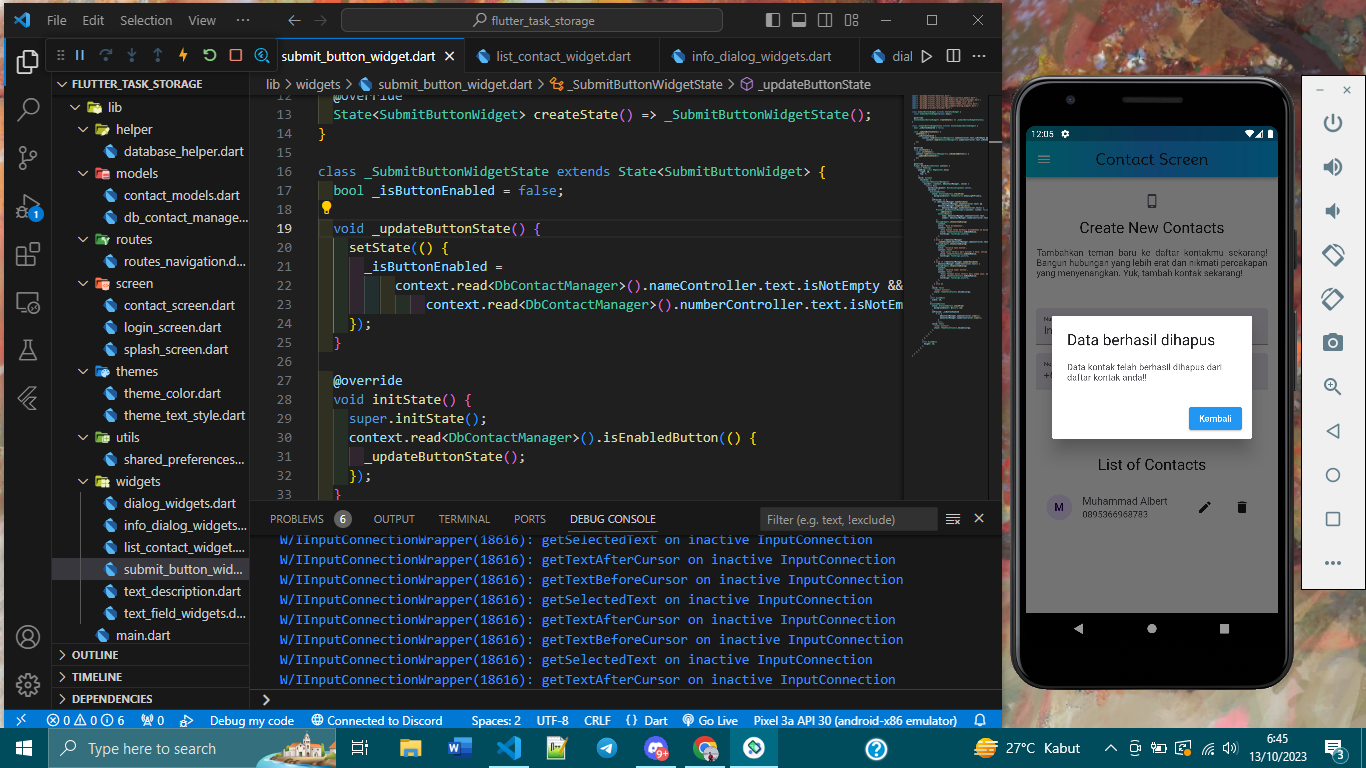 File Edit Selection View ···
flutter_task_storage
submit_button_widget.dart
list_contact_widget.dart
info_dialog_widgets.dart
dial
FLUTTER_TASK_STORAGE
lib
helper
database_helper.dart
models
contact_models.dart
db_contact_manage...
routes
routes_navigation.d...
screen
contact_screen.dart
login_screen.dart
splash_screen.dart
themes
theme_color.dart
theme_text_style.dart
utils
shared_preferences...
widgets
dialog_widgets.dart
info_dialog_widgets...
list_contact_widget....
submit_button_wid...
text_description.dart
text_field_widgets.d...
main.dart
OUTLINE
TIMELINE
DEPENDENCIES
1
lib > widgets > submit_button_widget.dart > _SubmitButtonWidgetState > _updateButtonState
12 @override
13 State<SubmitButtonWidget> createState() => _SubmitButtonWidgetState();
14 }
15
16 class _SubmitButtonWidgetState extends State<SubmitButtonWidget> {
17 bool _isButtonEnabled = false;
18
19 void _updateButtonState() {
20 setState(() {
21 _isButtonEnabled =
22 context.read<DbContactManager>().nameController.text.isNotEmpty &&
23 context.read<DbContactManager>().numberController.text.isNotEm
24 });
25 }
26
27 @override
28 void initState() {
29 super.initState();
30 context.read<DbContactManager>().isEnabledButton(() {
31 _updateButtonState();
32 });
33 }
PROBLEMS 6 OUTPUT TERMINAL PORTS DEBUG CONSOLE
Filter (e.g. text, !exclude)
W/IInputConnectionWrapper(18616): getSelectedText on inactive InputConnection
W/IInputConnectionWrapper(18616): getTextAfterCursor on inactive InputConnection
W/IInputConnectionWrapper(18616): getTextBeforeCursor on inactive InputConnection
W/IInputConnectionWrapper(18616): getSelectedText on inactive InputConnection
W/IInputConnectionWrapper(18616): getTextAfterCursor on inactive InputConnection
W/IInputConnectionWrapper(18616): getTextBeforeCursor on inactive InputConnection
W/IInputConnectionWrapper(18616): getSelectedText on inactive InputConnection
W/IInputConnectionWrapper(18616): getTextAfterCursor on inactive InputConnection
0 0 6 0 Debug my code Connected to Discord Spaces: 2 UTF-8 CRLF {} Dart Go Live Pixel 3a API 30 (android-x86 emulator)
12:05
Contact Screen
Create New Contacts
Tambahkan teman baru ke daftar kontakmu sekarang!
Bangun hubungan yang lebih erat dan nikmati percakapan
yang menyenangkan. Yuk, tambah kontak sekarang!
Data berhasil dihapus
Data kontak telah berhasil dihapus dari
daftar kontak anda!!
Kembali
List of Contacts
M
Muhammad Albert
0895366968783
Type here to search
9+
27°C Kabut
6:45
13/10/2023
3